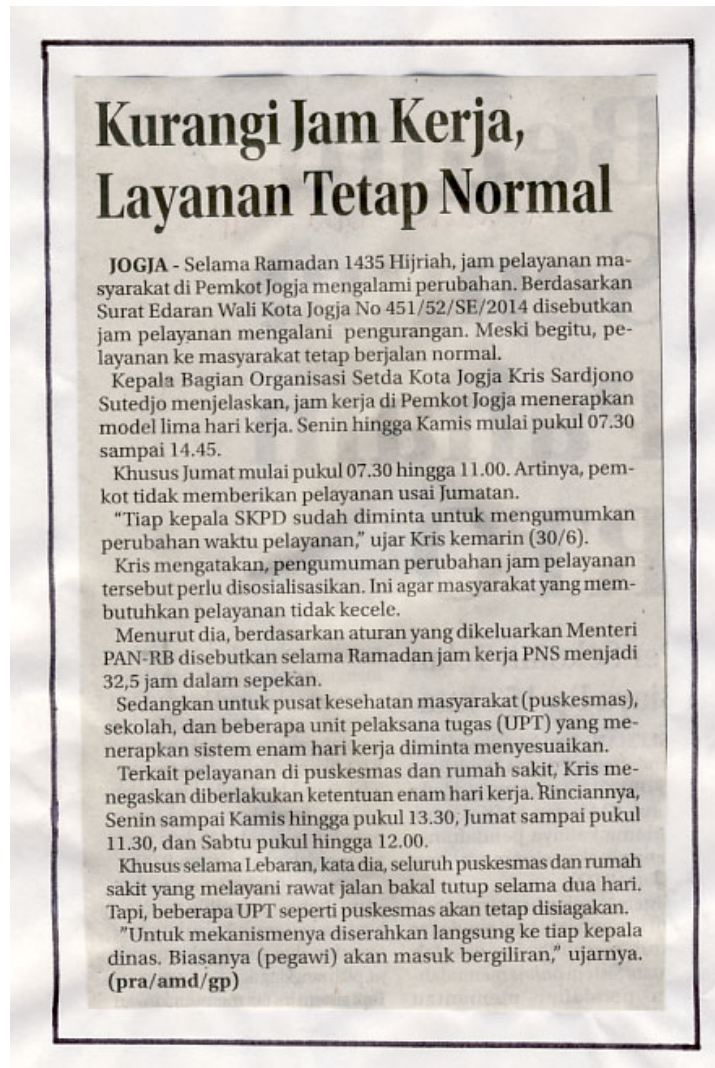 Kurangi Jam Kerja,
Layanan Tetap Normal
JOGJA - Selama Ramadan 1435 Hijriah, jam pelayanan ma-
syarakat di Pemkot Jogja mengalami perubahan. Berdasarkan
Surat Edaran Wali Kota Jogja No 451/52/SE/2014 disebutkan
jam pelayanan mengalani pengurangan. Meski begitu, pe-
layanan ke masyarakat tetap berjalan normal.
Kepala Bagian Organisasi Setda Kota Jogja Kris Sardjono
Sutedjo menjelaskan, jam kerja di Pemkot Jogja menerapkan
model lima hari kerja. Senin hingga Kamis mulai pukul 07.30
sampai 14.45.
Khusus Jumat mulai pukul 07.30 hingga 11.00. Artinya, pem-
kot tidak memberikan pelayanan usai Jumatan.
"Tiap kepala SKPD sudah diminta untuk mengumumkan
perubahan waktu pelayanan," ujar Kris kemarin (30/6).
Kris mengatakan, pengumuman perubahan jam pelayanan
tersebut perlu disosialisasikan. Ini agar masyarakat yang mem-
butuhkan pelayanan tidak kecele.
Menurut dia, berdasarkan aturan yang dikeluarkan Menteri
PAN-RB disebutkan selama Ramadan jam kerja PNS menjadi
32,5 jam dalam sepekan.
Sedangkan untuk pusat kesehatan masyarakat (puskesmas),
sekolah, dan beberapa unit pelaksana tugas (UPT) yang me-
nerapkan sistem enam hari kerja diminta menyesuaikan.
Terkait pelayanan di puskesmas dan rumah sakit, Kris me-
negaskan diberlakukan ketentuan enam hari kerja. Rinciannya,
Senin sampai Kamis hingga pukul 13.30, Jumat sampai pukul
11.30, dan Sabtu pukul hingga 12.00.
Khusus selama Lebaran, kata dia, seluruh puskesmas dan rumah
sakit yang melayani rawat jalan bakal tutup selama dua hari.
Tapi, beberapa UPT seperti puskesmas akan tetap disiagakan.
"Untuk mekanismenya diserahkan langsung ke tiap kepala
dinas. Biasanya (pegawi) akan masuk bergiliran," ujarnya.
(pra/amd/gp)